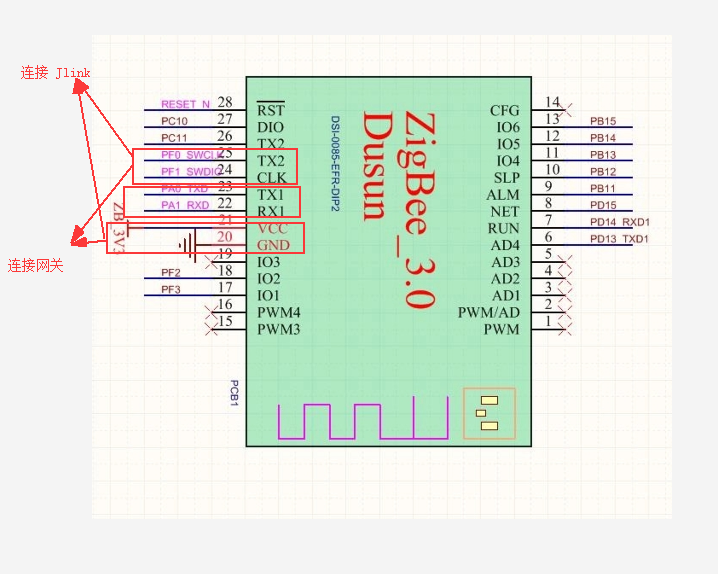 连接 Jlink
连接网关
RESET_N 28 RST
PC10 27 DIO
PC11 26 TX2
PF0_SWCLK 25 TX2
PF1_SWDIO 24 CLK
PA0_TXD 23 TX1
PA1_RXD 22 RX1
ZB_3V3 21 VCC
20 GND
19 IO3
PF2 18 IO2
PF3 17 IO1
16 PWM4
15 PWM3
DSI-0085-EFR-DIP2
ZigBee_3.0
Dusun
CFG 14
IO6 13 PB15
IO5 12 PB14
IO4 11 PB13
SLP 10 PB12
ALM 9 PB11
NET 8 PD15
RUN 7 PD14_RXD1
AD4 6 PD13_TXD1
AD3 5
AD2 4
AD1 3
PWM/AD 2
PWM 1
PCB1